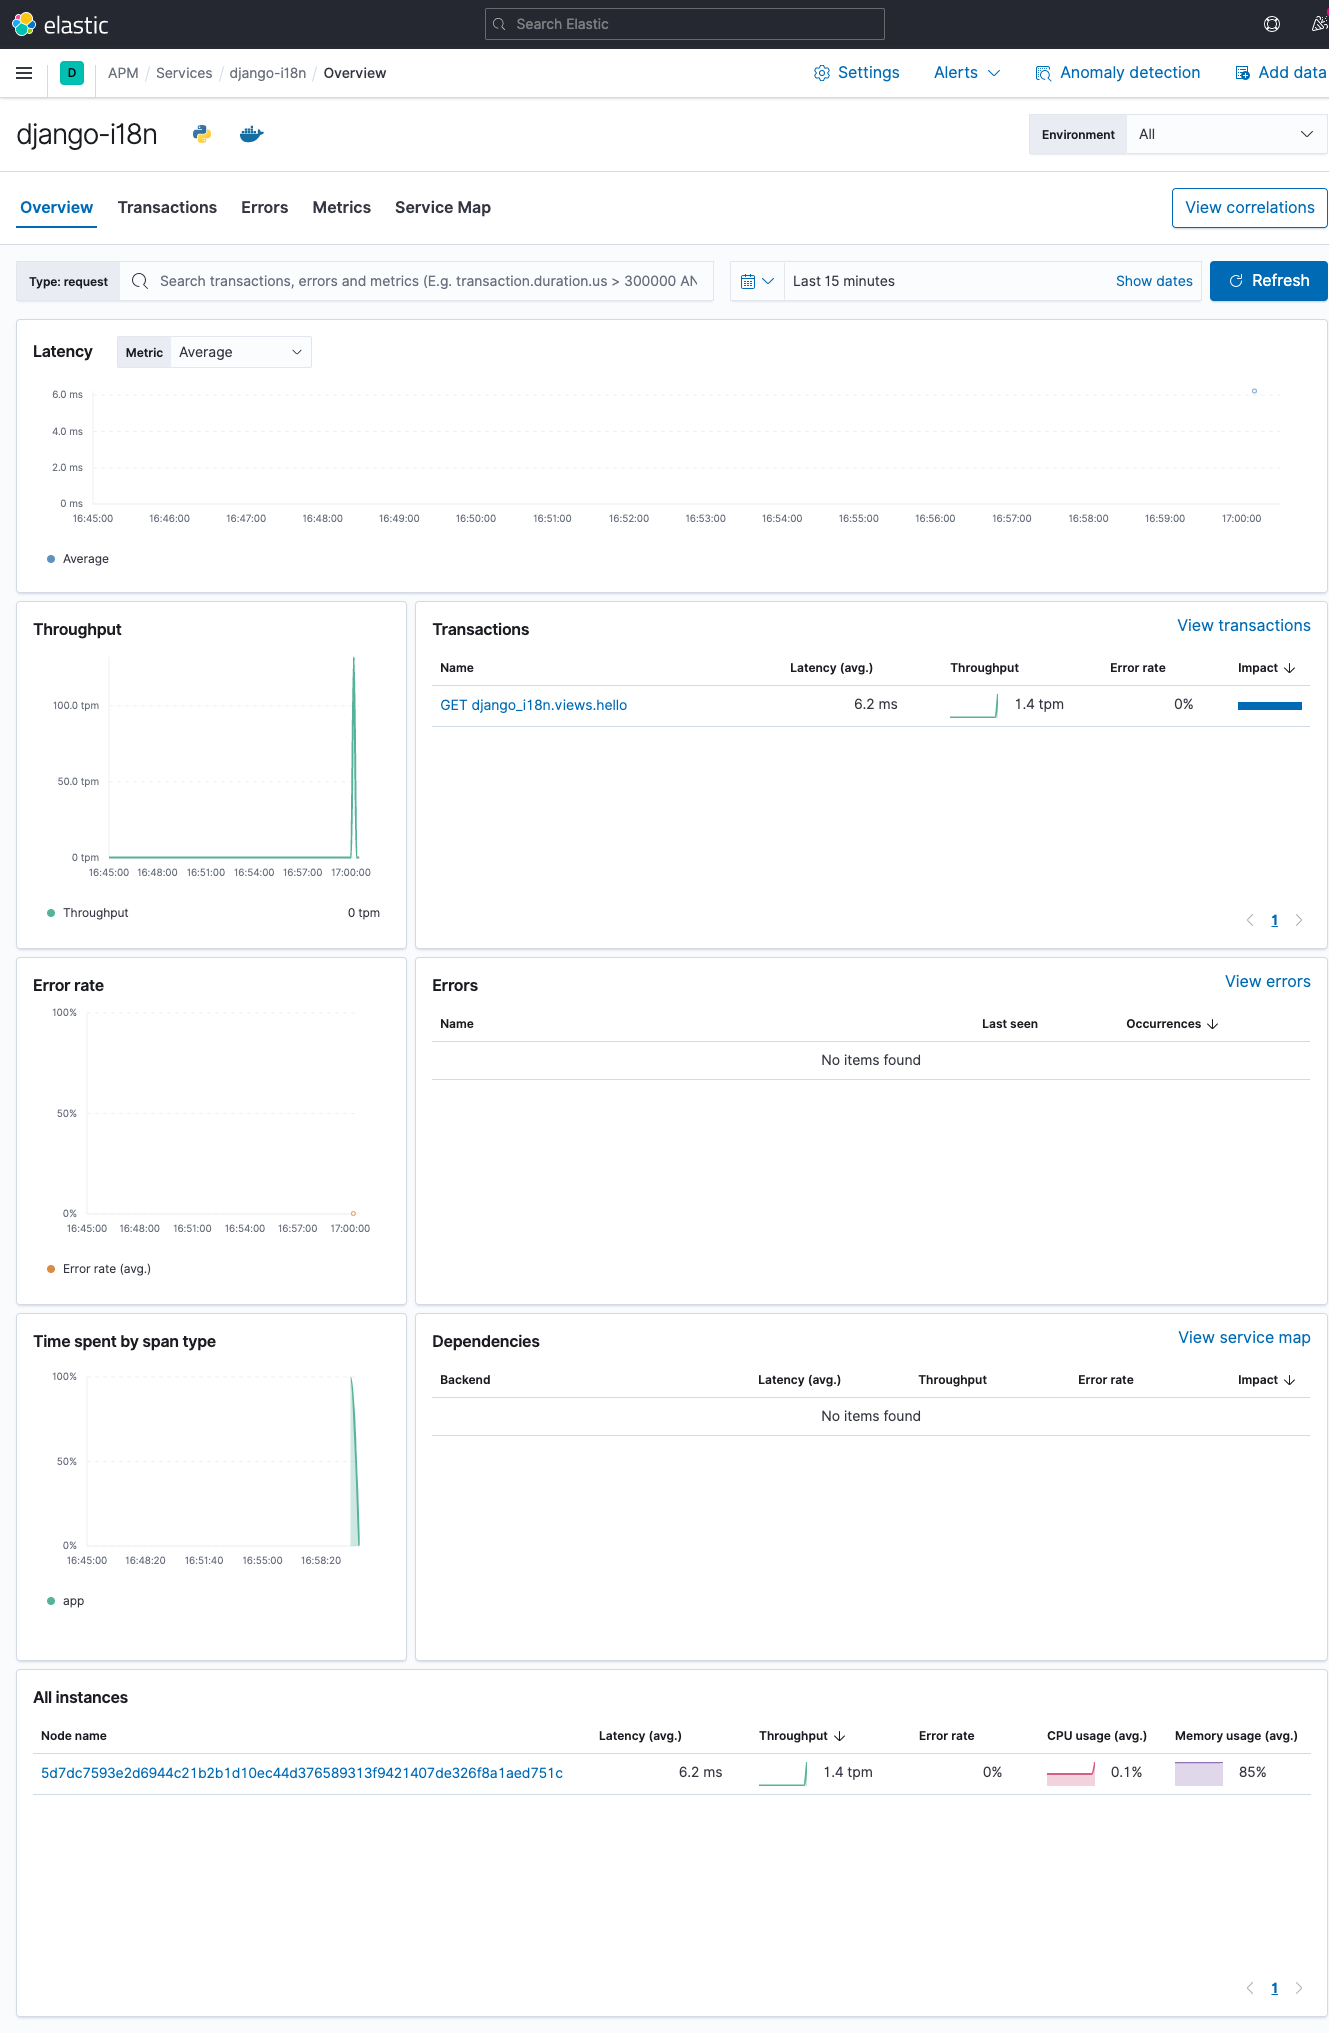 elastic
Search Elastic
D
APM / Services / django-i18n / Overview
Settings
Alerts
Anomaly detection
Add data
django-i18n
Environment
All
Overview
Transactions
Errors
Metrics
Service Map
View correlations
Type: request
Search transactions, errors and metrics (E.g. transaction.duration.us > 300000 AN
Last 15 minutes
Show dates
Refresh
Latency
Metric
Average
6.0 ms
4.0 ms
2.0 ms
0 ms
16:45:00 16:46:00 16:47:00 16:48:00 16:49:00 16:50:00 16:51:00 16:52:00 16:53:00 16:54:00 16:55:00 16:56:00 16:57:00 16:58:00 16:59:00 17:00:00
Average
Throughput
100.0 tpm
50.0 tpm
0 tpm
16:45:00 16:48:00 16:51:00 16:54:00 16:57:00 17:00:00
Throughput 0 tpm
Transactions
View transactions
Name Latency (avg.) Throughput Error rate Impact
GET django_i18n.views.hello 6.2 ms 1.4 tpm 0%
1
Error rate
100%
50%
0%
16:45:00 16:48:00 16:51:00 16:54:00 16:57:00 17:00:00
Error rate (avg.)
Errors
View errors
Name Last seen Occurrences
No items found
Time spent by span type
100%
50%
0%
16:45:00 16:48:20 16:51:40 16:55:00 16:58:20
app
Dependencies
View service map
Backend Latency (avg.) Throughput Error rate Impact
No items found
All instances
Node name Latency (avg.) Throughput Error rate CPU usage (avg.) Memory usage (avg.)
5d7dc7593e2d6944c21b2b1d10ec44d376589313f9421407de326f8a1aed751c 6.2 ms 1.4 tpm 0% 0.1% 85%
1